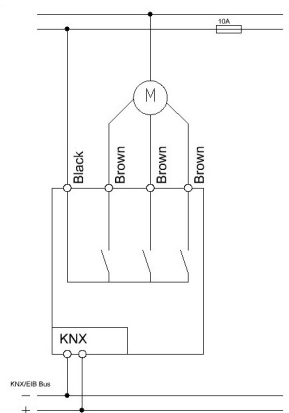 10A
M
Black
Brown
Brown
Brown
KNX
KNX/EIB Bus
−
+